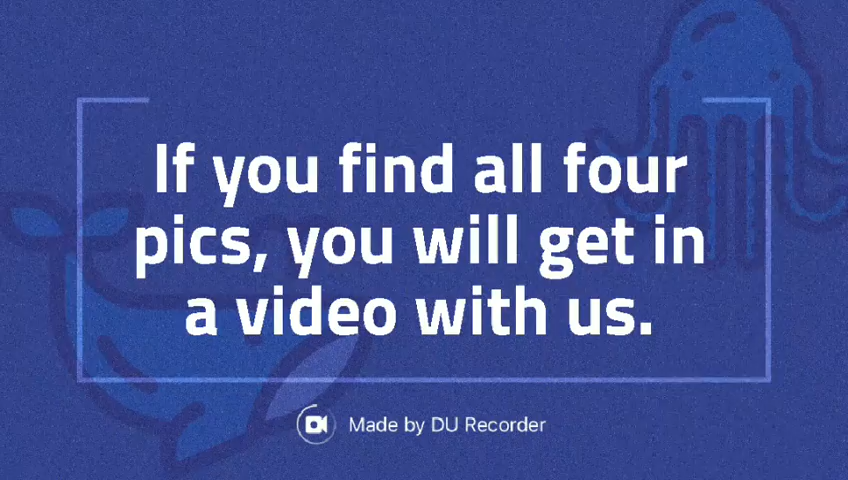 If you find all four
pics, you will get in
a video with us.
Made by DU Recorder